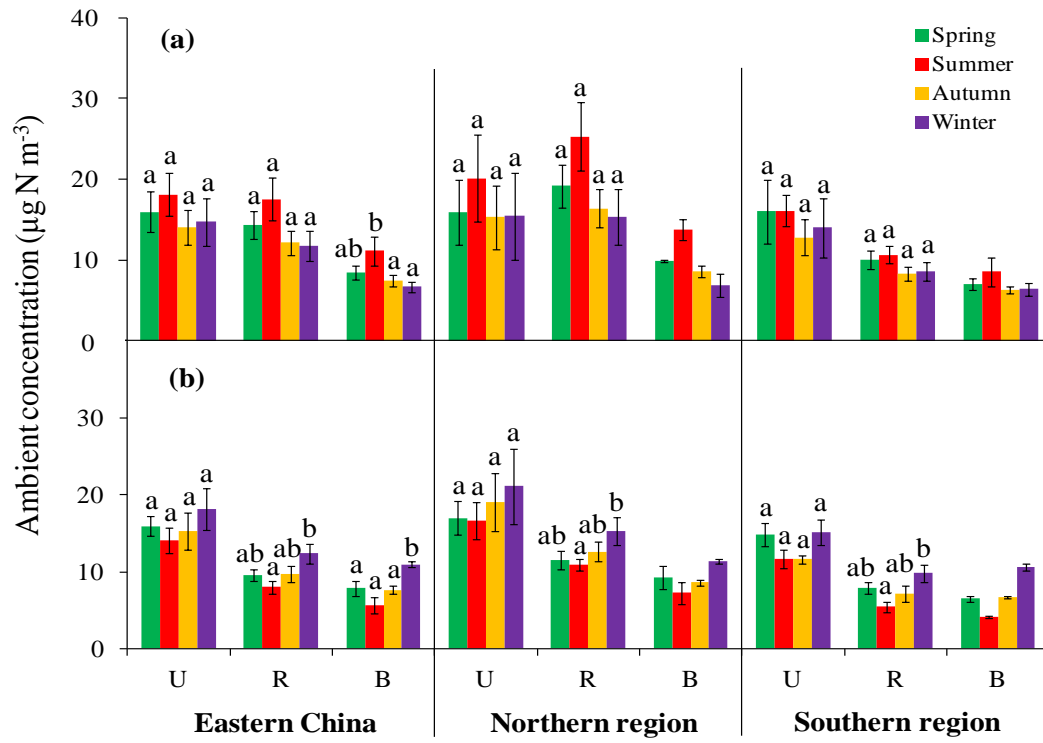 40
(a)
Spring
Summer
Autumn
Winter
30
20
10
0
a a a a
a a a a
ab b a a
a a a a
a a a a
a a a a
a a a a
Ambient concentration (µg N m-3)
(b)
30
20
10
0
a a a a
ab a ab b
a a a b
a a a a
ab a ab b
a a a a
ab a ab b
U R B U R B U R B
Eastern China Northern region Southern region